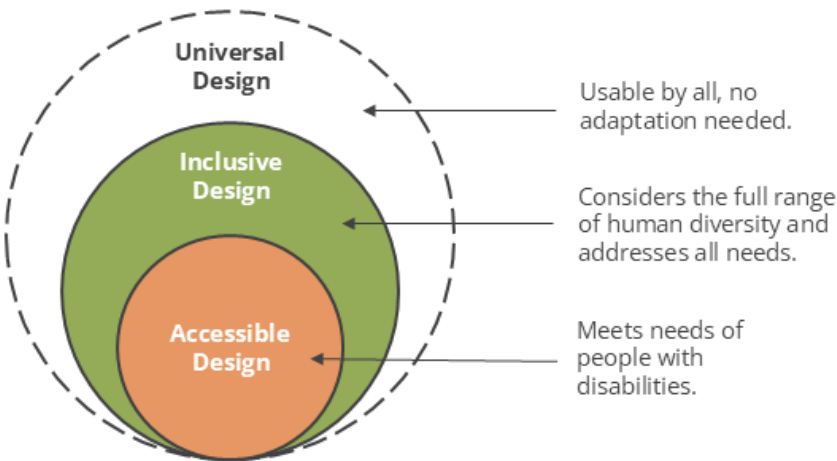 Universal
Design
Usable by all, no
adaptation needed.
Inclusive
Design
Considers the full range
of human diversity and
addresses all needs.
Accessible
Design
Meets needs of
people with
disabilities.